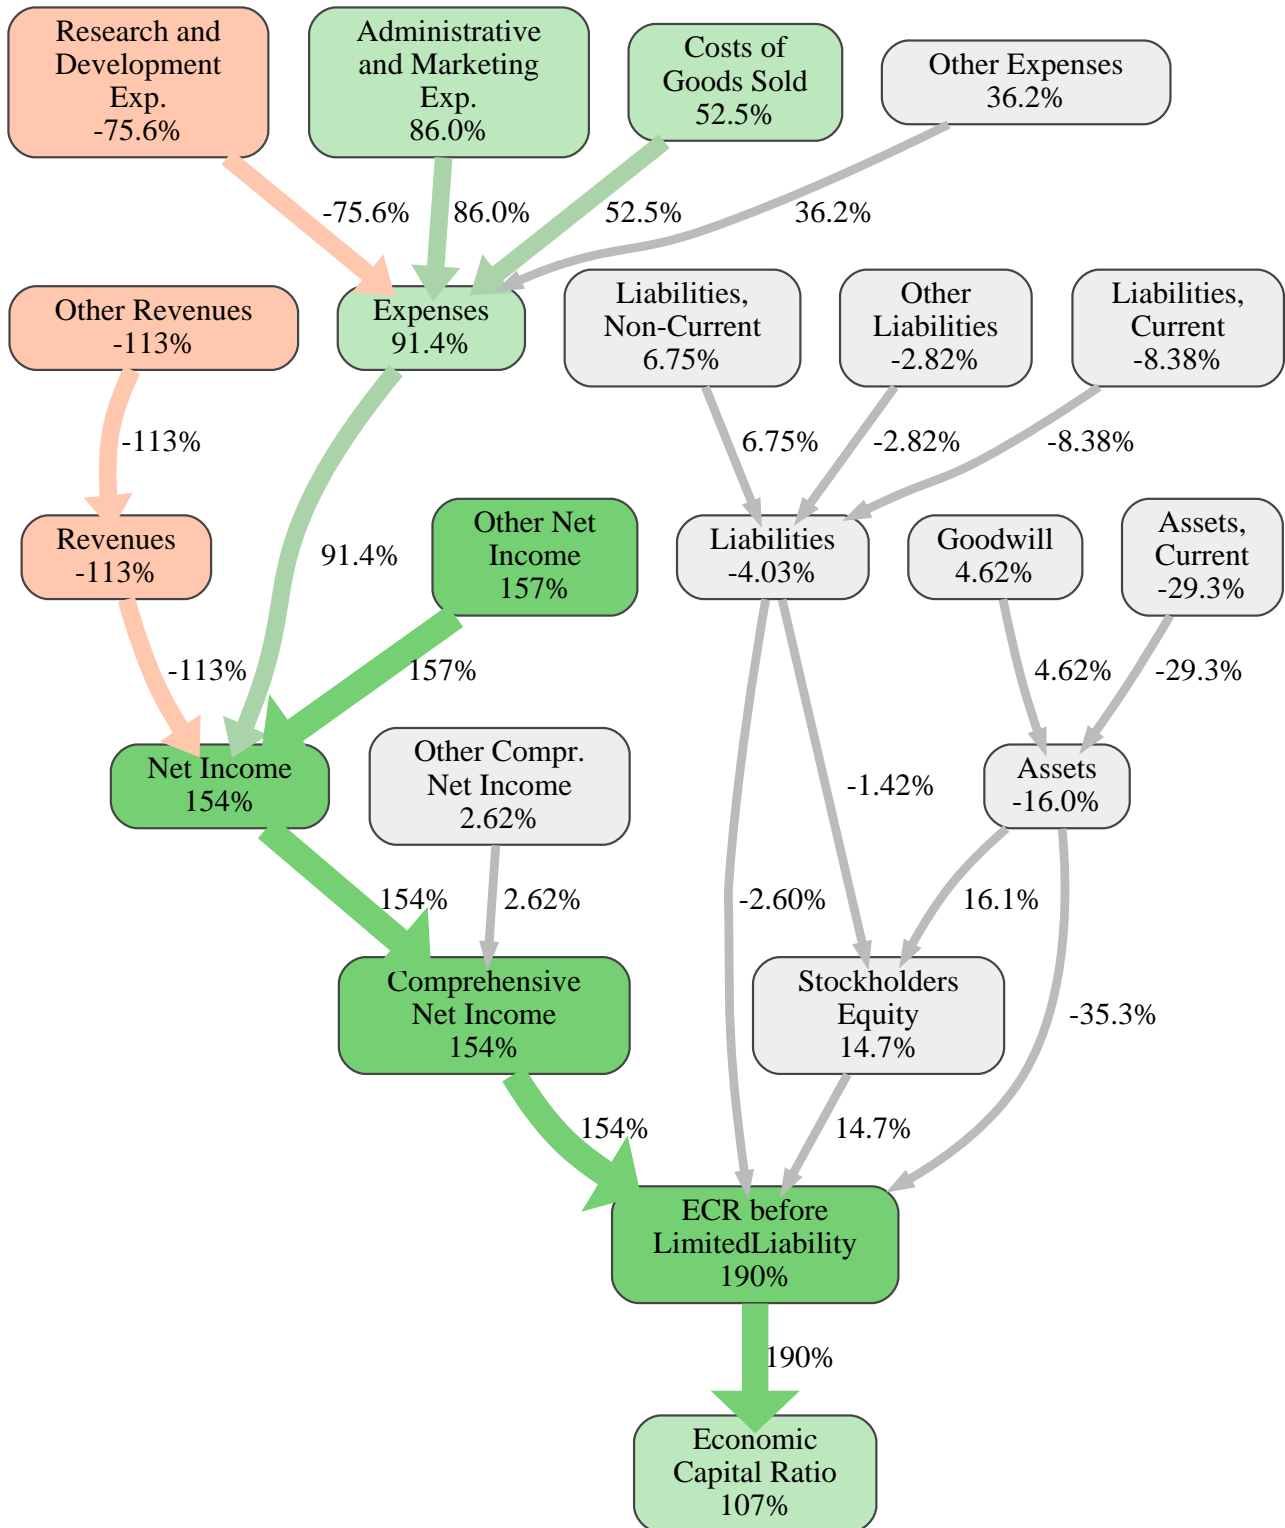 Research and
Development
Exp.
-75.6%
Administrative
and Marketing
Exp.
86.0%
Costs of
Goods Sold
52.5%
Other Expenses
36.2%
-75.6%
86.0%
52.5%
36.2%
Other Revenues
-113%
Expenses
91.4%
Liabilities,
Non-Current
6.75%
Other
Liabilities
-2.82%
Liabilities,
Current
-8.38%
-113%
6.75%
-2.82%
-8.38%
Revenues
-113%
91.4%
Other Net
Income
157%
Liabilities
-4.03%
Goodwill
4.62%
Assets,
Current
-29.3%
-113%
157%
4.62%
-29.3%
Net Income
154%
Other Compr.
Net Income
2.62%
-1.42%
Assets
-16.0%
154%
2.62%
-2.60%
16.1%
Comprehensive
Net Income
154%
Stockholders
Equity
14.7%
-35.3%
154%
14.7%
ECR before
LimitedLiability
190%
190%
Economic
Capital Ratio
107%